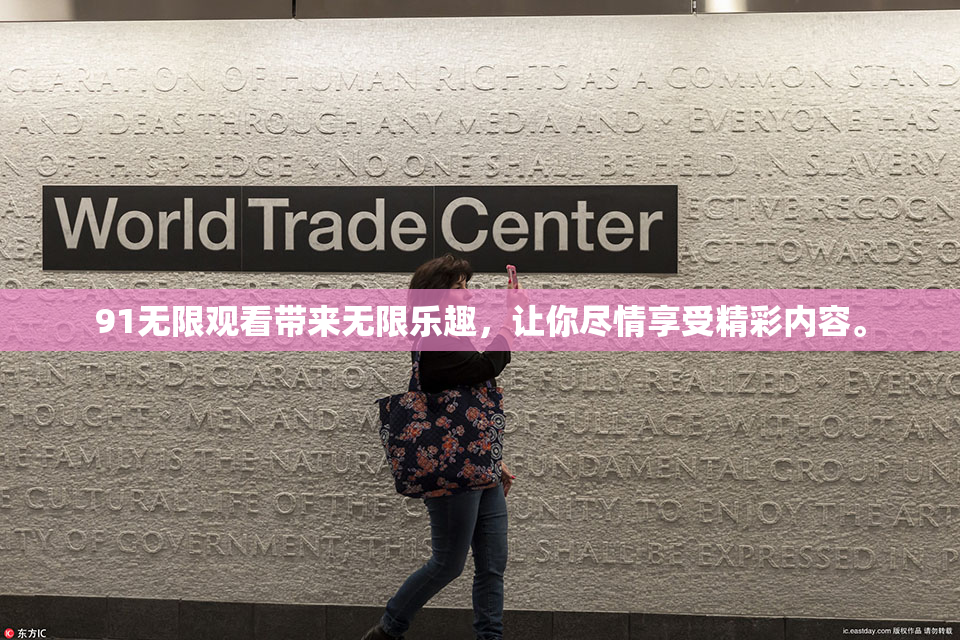 CLARATION OF HUMAN RIGHTS AS A COMMON STAND
AND IDEAS THROUGH ANY MEDIA AND EVERYONE HAS
OF THIS PLEDGE NO ONE SHALL BE HELD IN SLAVERY
World Trade Center
ECTIVE RECOGN
ACT TOWARDS O
91无限观看带来无限乐趣，让你尽情享受精彩内容。
IN THIS DECLARATION FULLY REALIZED EVERYO
THOUGHT MEN AND OF FULL AGE WITHO
E FAMILY IS THE NATURA FUNDAMENTAL GROUP
E CULTURAL LIFE OF THE UNITY, TO ENJOY THE ART
TY OF GOVERNMENT; THIS SHALL BE EXPRESSED IN P
东方IC
ic.eastday.com 版权作品 请勿转载